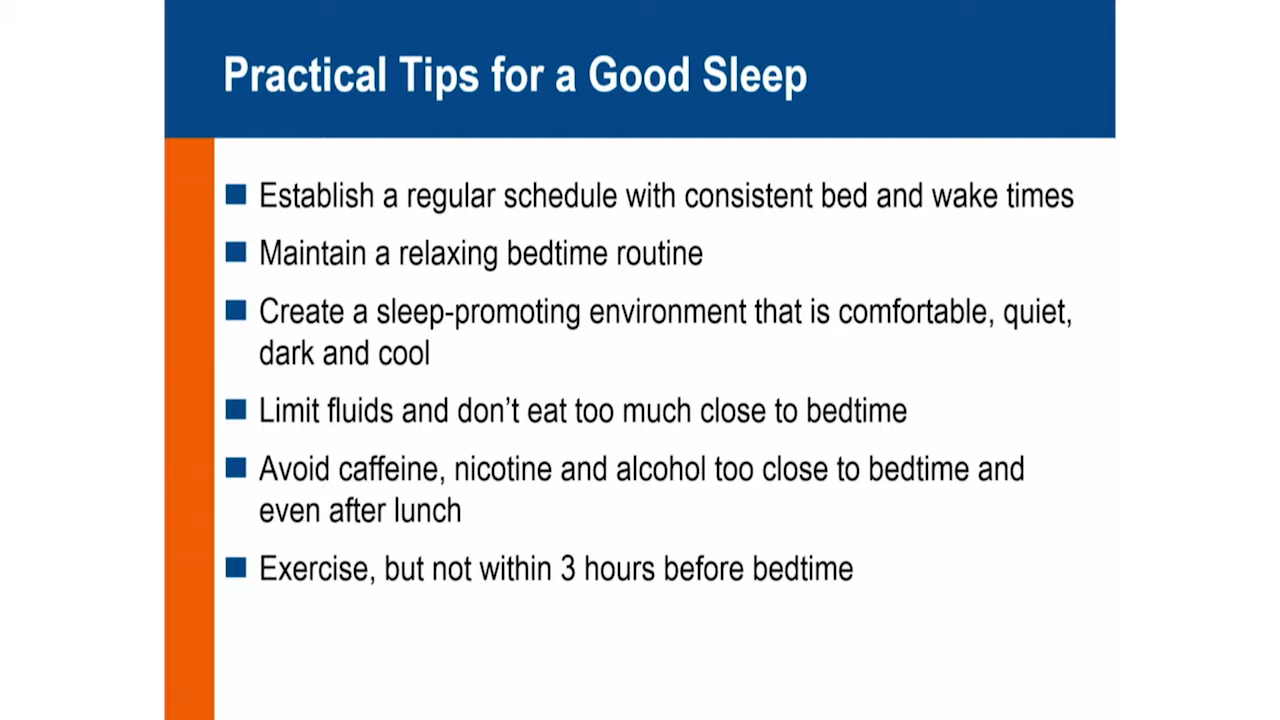 Practical Tips for a Good Sleep
Establish a regular schedule with consistent bed and wake times
Maintain a relaxing bedtime routine
Create a sleep-promoting environment that is comfortable, quiet,
dark and cool
Limit fluids and don’t eat too much close to bedtime
Avoid caffeine, nicotine and alcohol too close to bedtime and
even after lunch
Exercise, but not within 3 hours before bedtime